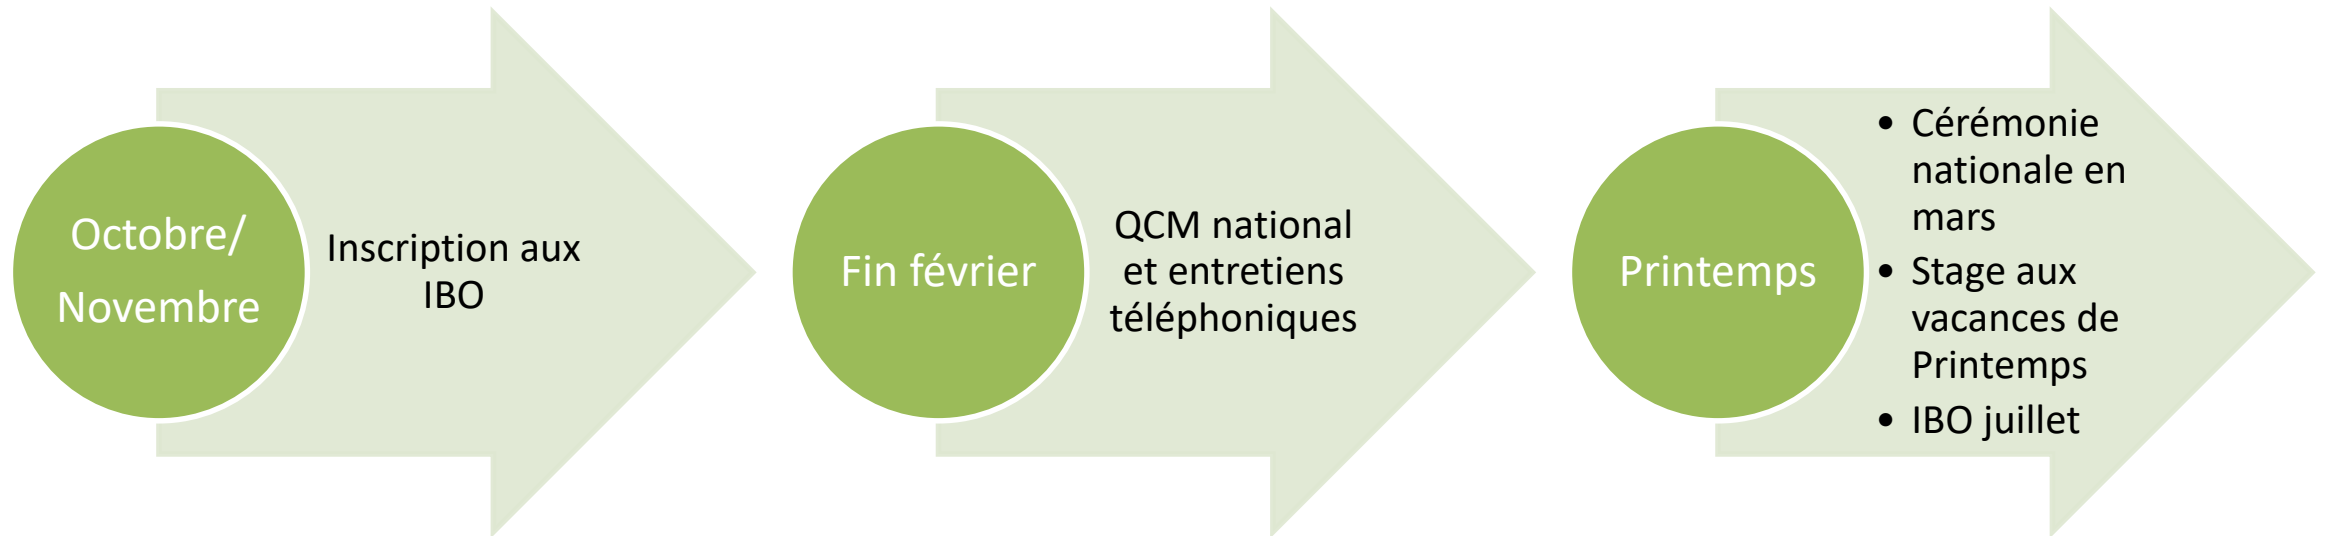 Octobre/
Novembre
Inscription aux
IBO
Fin février
QCM national
et entretiens
téléphoniques
Printemps
• Cérémonie
nationale en
mars
• Stage aux
vacances de
Printemps
• IBO juillet